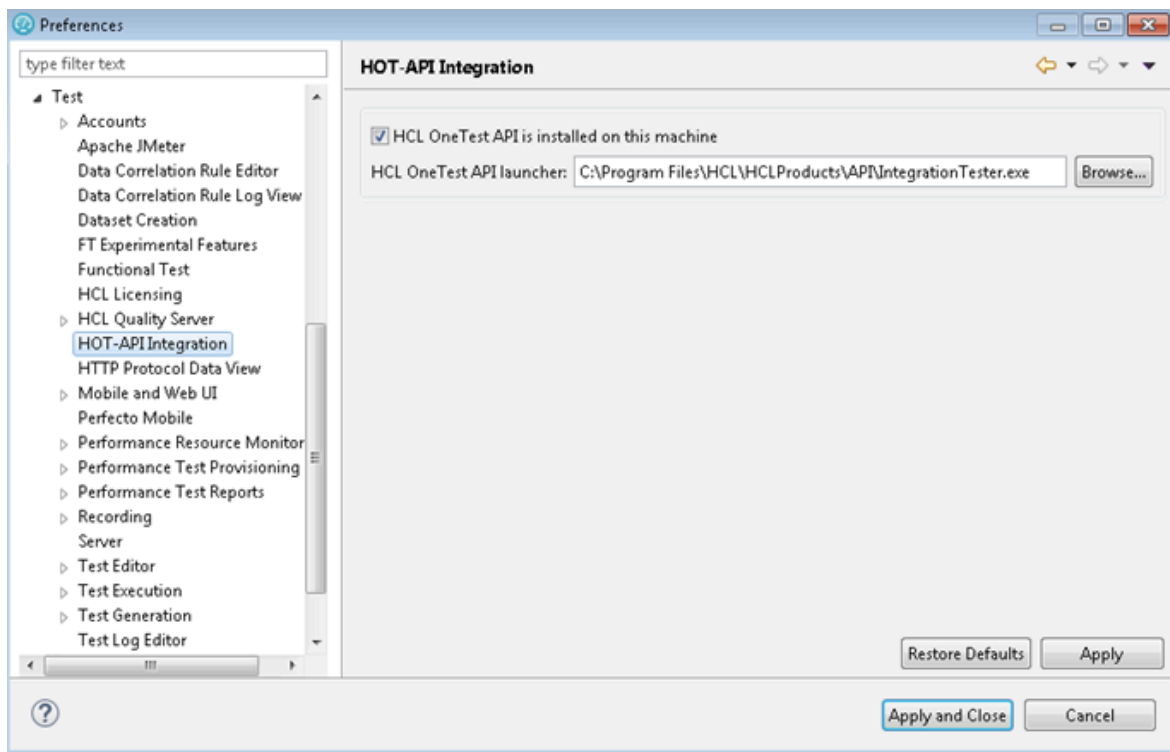 Preferences
type filter text
Test
Accounts
Apache JMeter
Data Correlation Rule Editor
Data Correlation Rule Log View
Dataset Creation
FT Experimental Features
Functional Test
HCL Licensing
HCL Quality Server
HOT-API Integration
HTTP Protocol Data View
Mobile and Web UI
Perfecto Mobile
Performance Resource Monitor
Performance Test Provisioning
Performance Test Reports
Recording
Server
Test Editor
Test Execution
Test Generation
Test Log Editor
HOT-API Integration
HCL OneTest API is installed on this machine
HCL OneTest API launcher: C:\Program Files\HCL\HCLProducts\API\IntegrationTester.exe Browse...
Restore Defaults Apply
? Apply and Close Cancel